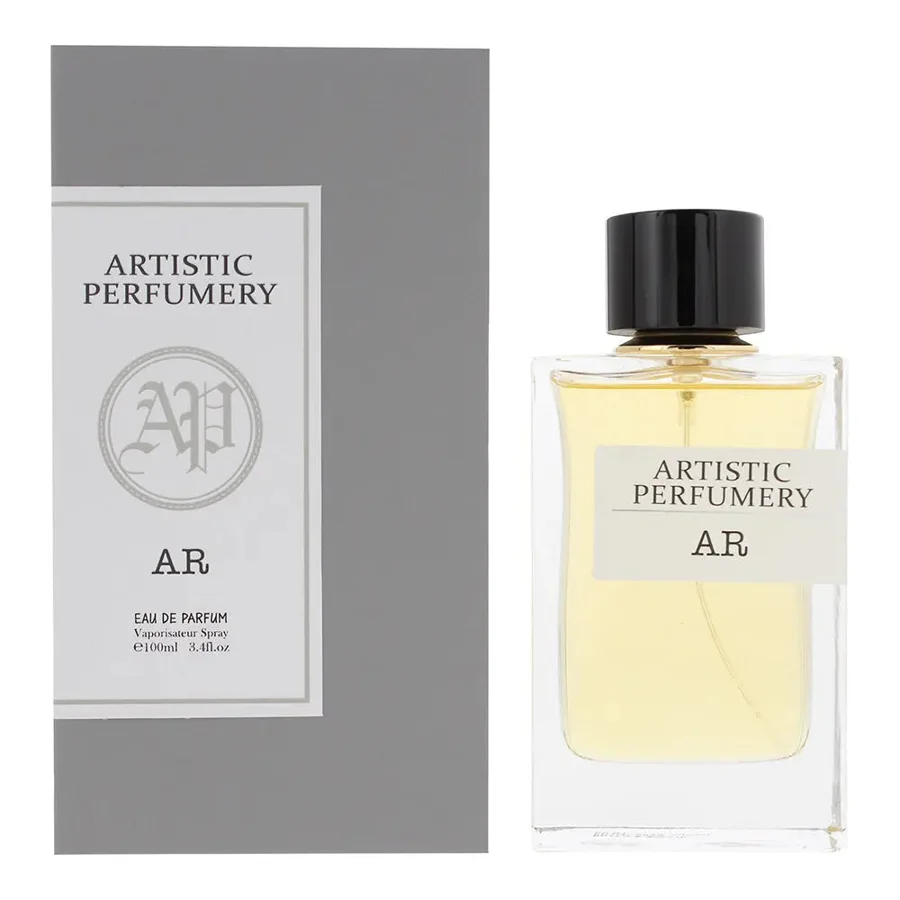 ARTISTIC
PERFUMERY
AP
AR
EAU DE PARFUM
Vaporisateur Spray
℮100ml 3.4fl.oz
ARTISTIC
PERFUMERY
AR